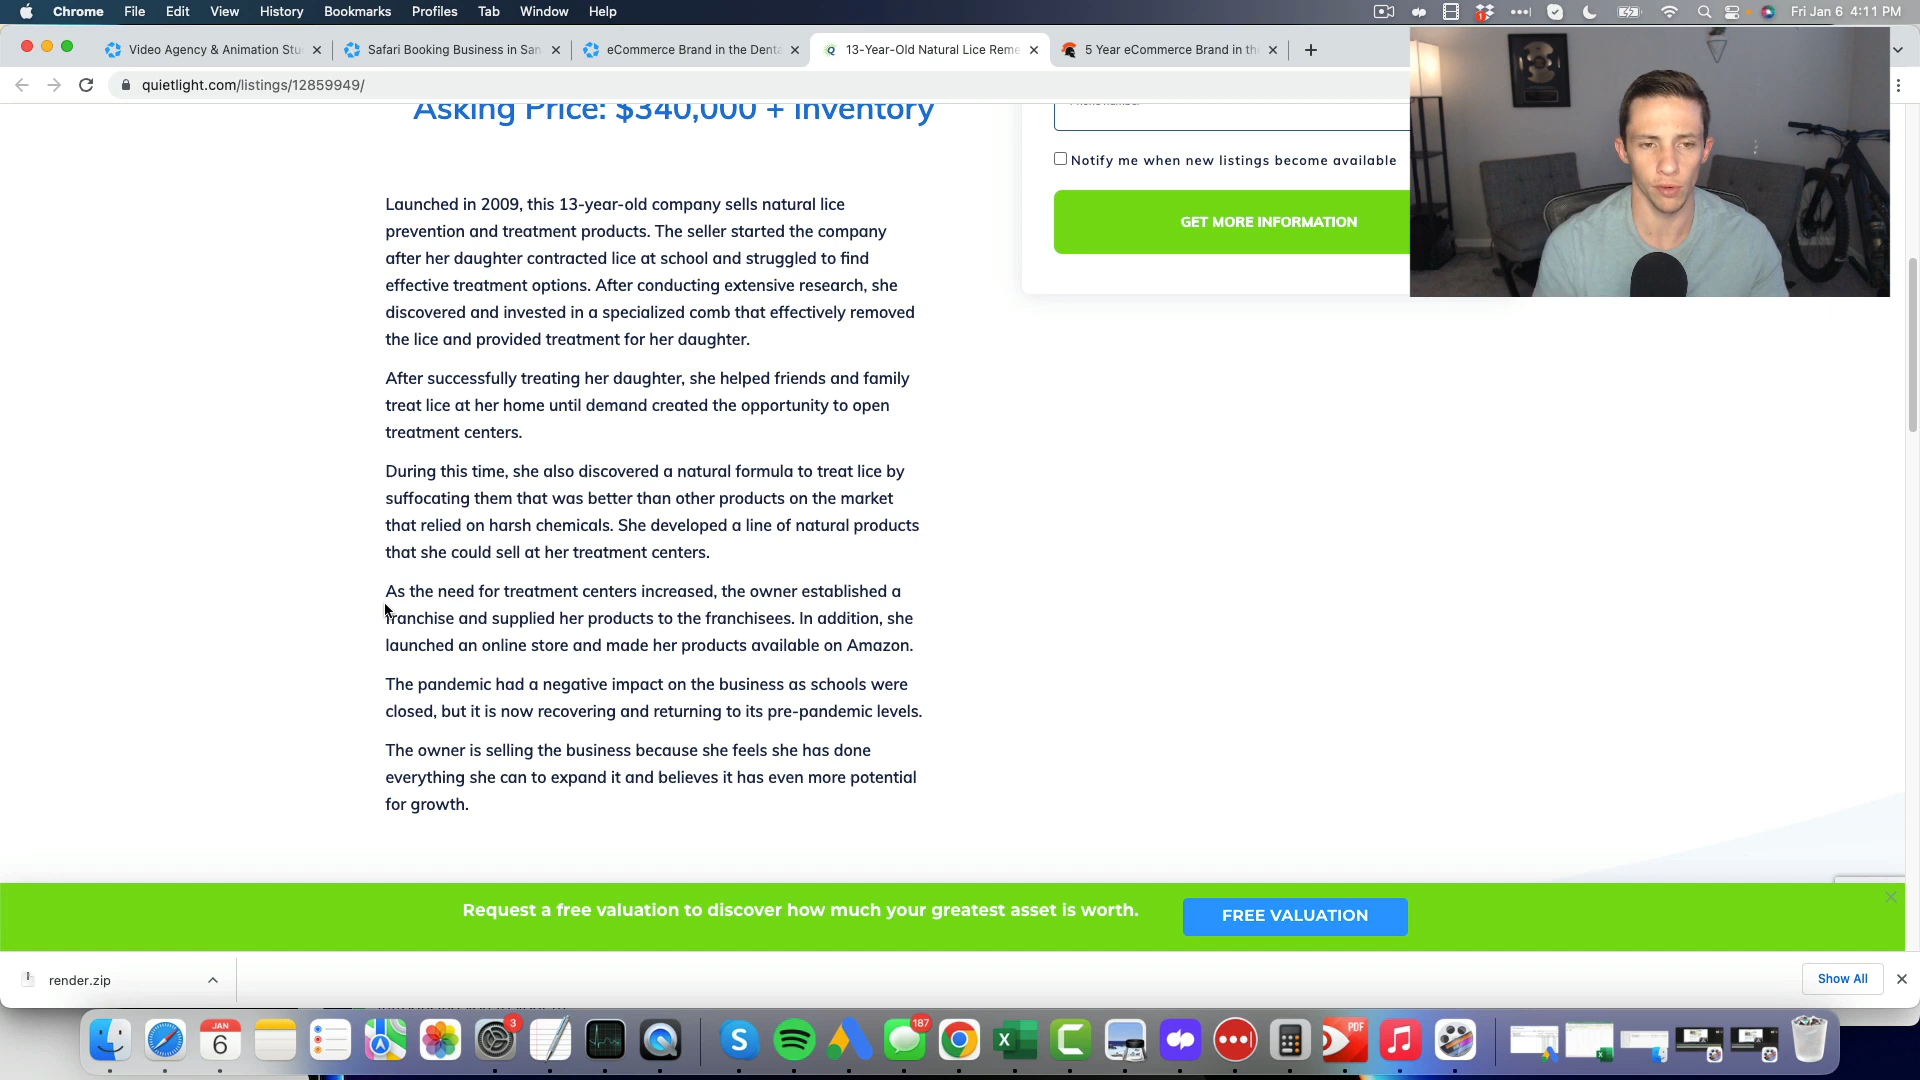 Chrome File Edit View History Bookmarks Profiles Tab Window Help
Fri Jan 6 4:11 PM
Video Agency & Animation Stu
Safari Booking Business in San
eCommerce Brand in the Denta
13-Year-Old Natural Lice Reme
5 Year eCommerce Brand in th
quietlight.com/listings/12859949/
Asking Price: $340,000 + Inventory
Phone number
Notify me when new listings become available
GET MORE INFORMATION
Launched in 2009, this 13-year-old company sells natural lice
prevention and treatment products. The seller started the company
after her daughter contracted lice at school and struggled to find
effective treatment options. After conducting extensive research, she
discovered and invested in a specialized comb that effectively removed
the lice and provided treatment for her daughter.
After successfully treating her daughter, she helped friends and family
treat lice at her home until demand created the opportunity to open
treatment centers.
During this time, she also discovered a natural formula to treat lice by
suffocating them that was better than other products on the market
that relied on harsh chemicals. She developed a line of natural products
that she could sell at her treatment centers.
As the need for treatment centers increased, the owner established a
franchise and supplied her products to the franchisees. In addition, she
launched an online store and made her products available on Amazon.
The pandemic had a negative impact on the business as schools were
closed, but it is now recovering and returning to its pre-pandemic levels.
The owner is selling the business because she feels she has done
everything she can to expand it and believes it has even more potential
for growth.
Request a free valuation to discover how much your greatest asset is worth.
FREE VALUATION
render.zip
Show All
JAN
6
3
187
PDF